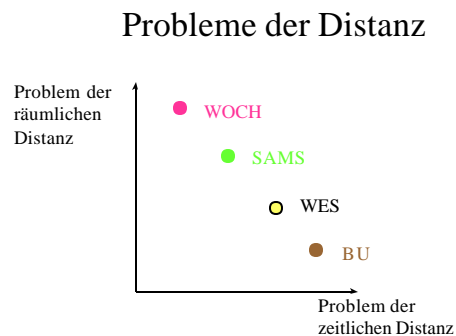 Probleme der Distanz
Problem der
räumlichen
Distanz
WOCH
SAMS
WES
BU
Problem der
zeitlichen Distanz